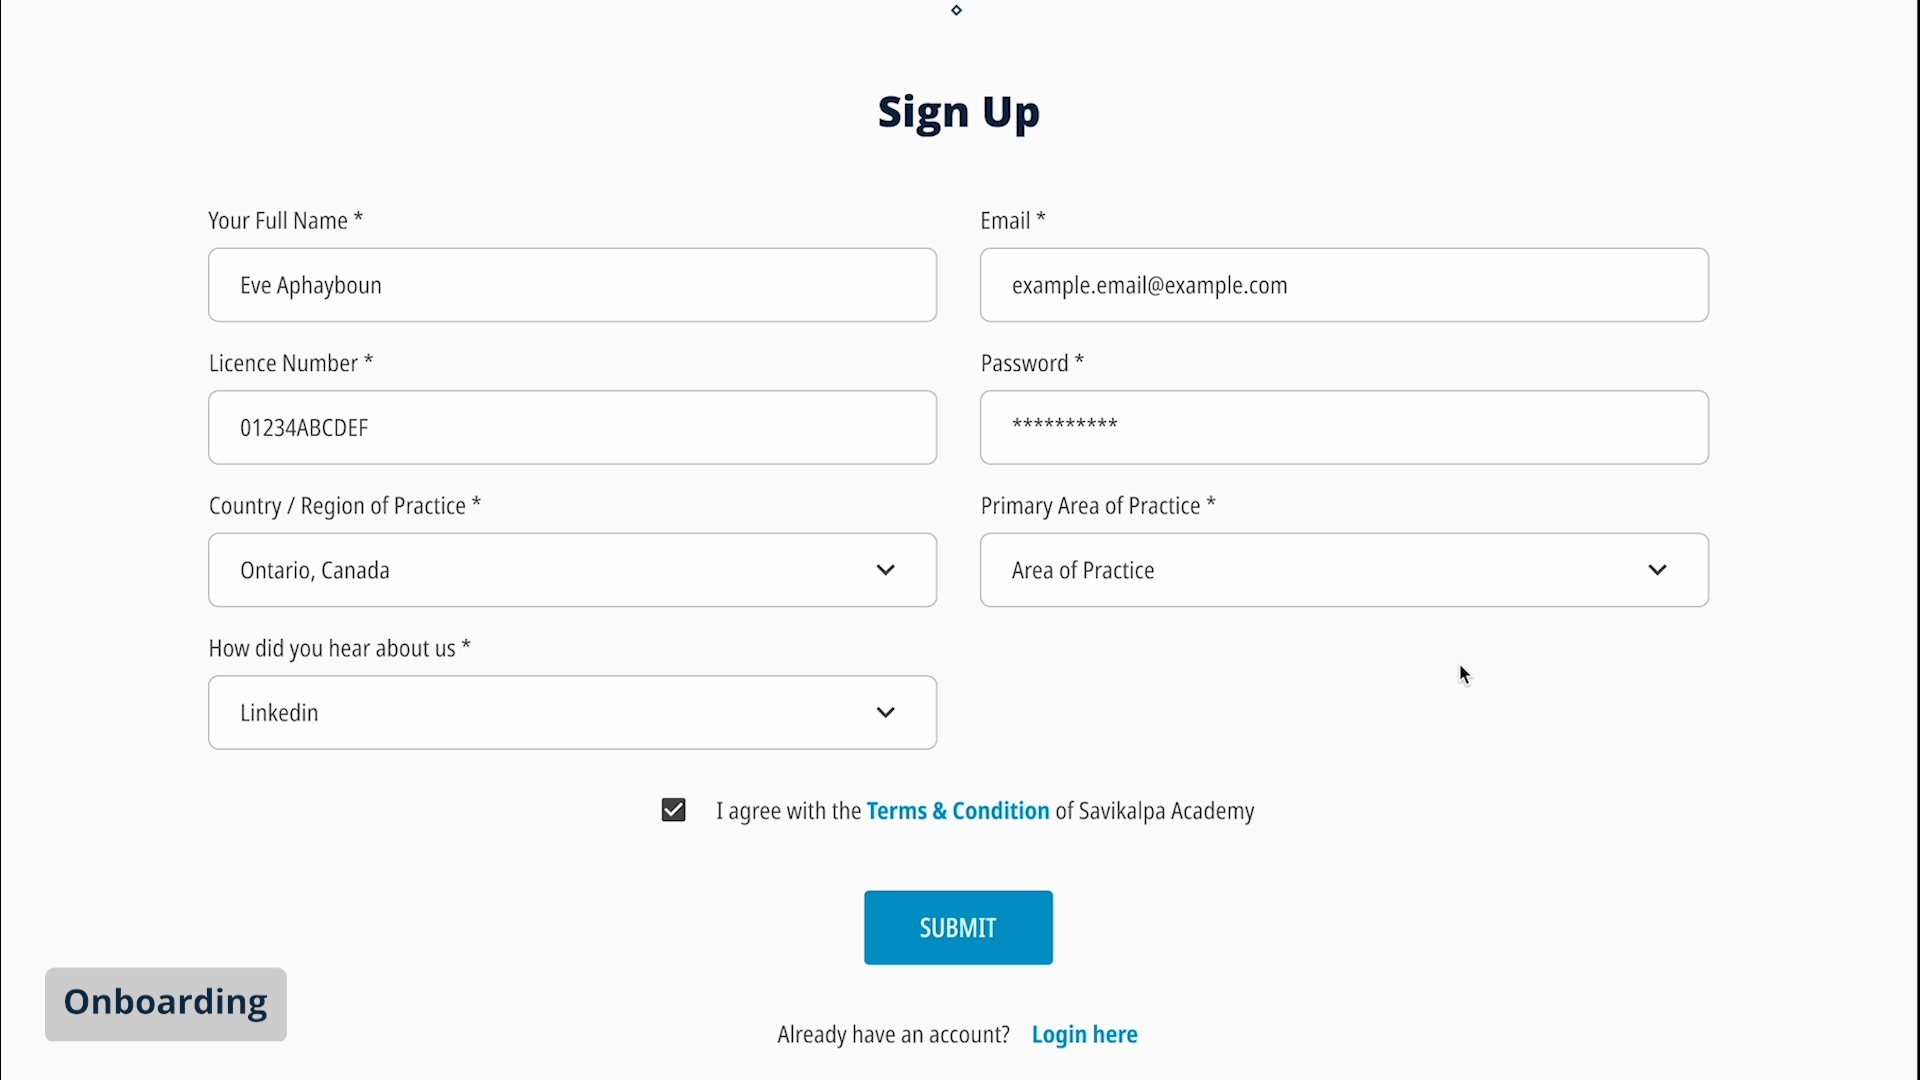 Sign Up
Your Full Name *
Email *
Eve Aphayboun
example.email@example.com
Licence Number *
Password *
01234ABCDEF
**********
Country / Region of Practice *
Primary Area of Practice *
Ontario, Canada
Area of Practice
How did you hear about us *
Linkedin
I agree with the Terms & Condition of Savikalpa Academy
SUBMIT
Onboarding
Already have an account? Login here